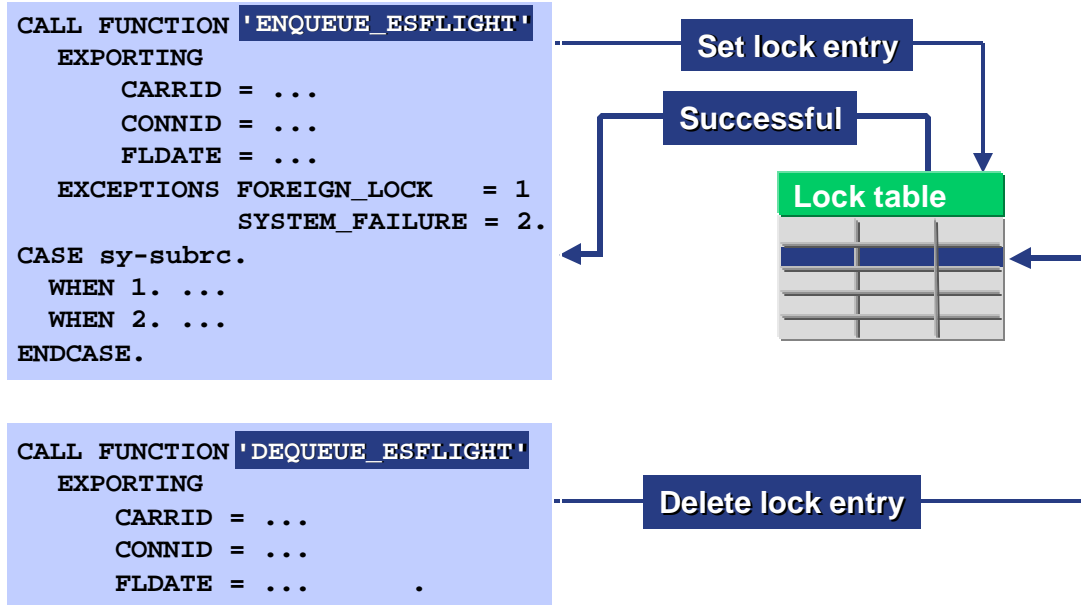 CALL FUNCTION 'ENQUEUE_ESFLIGHT'
EXPORTING
CARRID = ...
CONNID = ...
FLDATE = ...
EXCEPTIONS FOREIGN_LOCK = 1
SYSTEM_FAILURE = 2.
CASE sy-subrc.
WHEN 1. ...
WHEN 2. ...
ENDCASE.
Set lock entry
Successful
Lock table
CALL FUNCTION 'DEQUEUE_ESFLIGHT'
EXPORTING
CARRID = ...
CONNID = ...
FLDATE = ... .
Delete lock entry